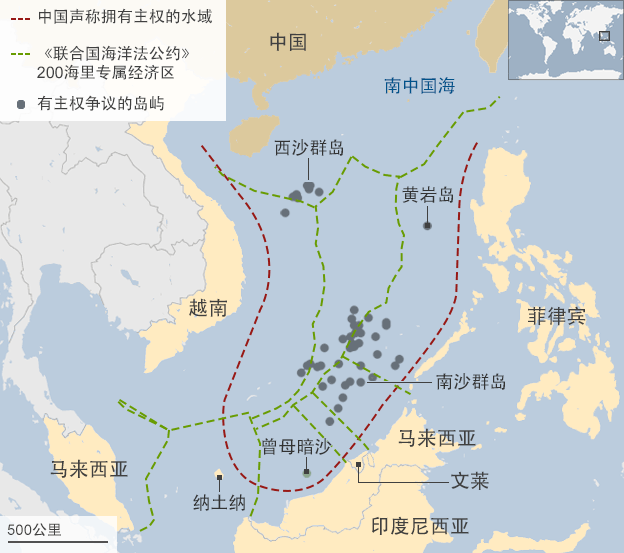 中国声称拥有主权的水域
《联合国海洋法公约》
200海里专属经济区
有主权争议的岛屿
中国
南中国海
西沙群岛
黄岩岛
越南
菲律宾
南沙群岛
马来西亚
曾母暗沙
马来西亚
文莱
纳土纳
印度尼西亚
500公里